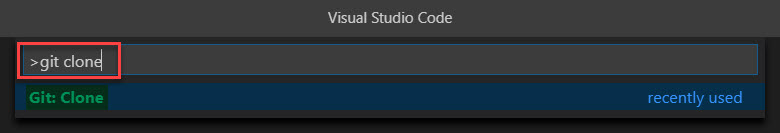 Visual Studio Code
>git clone
Git: Clone recently used